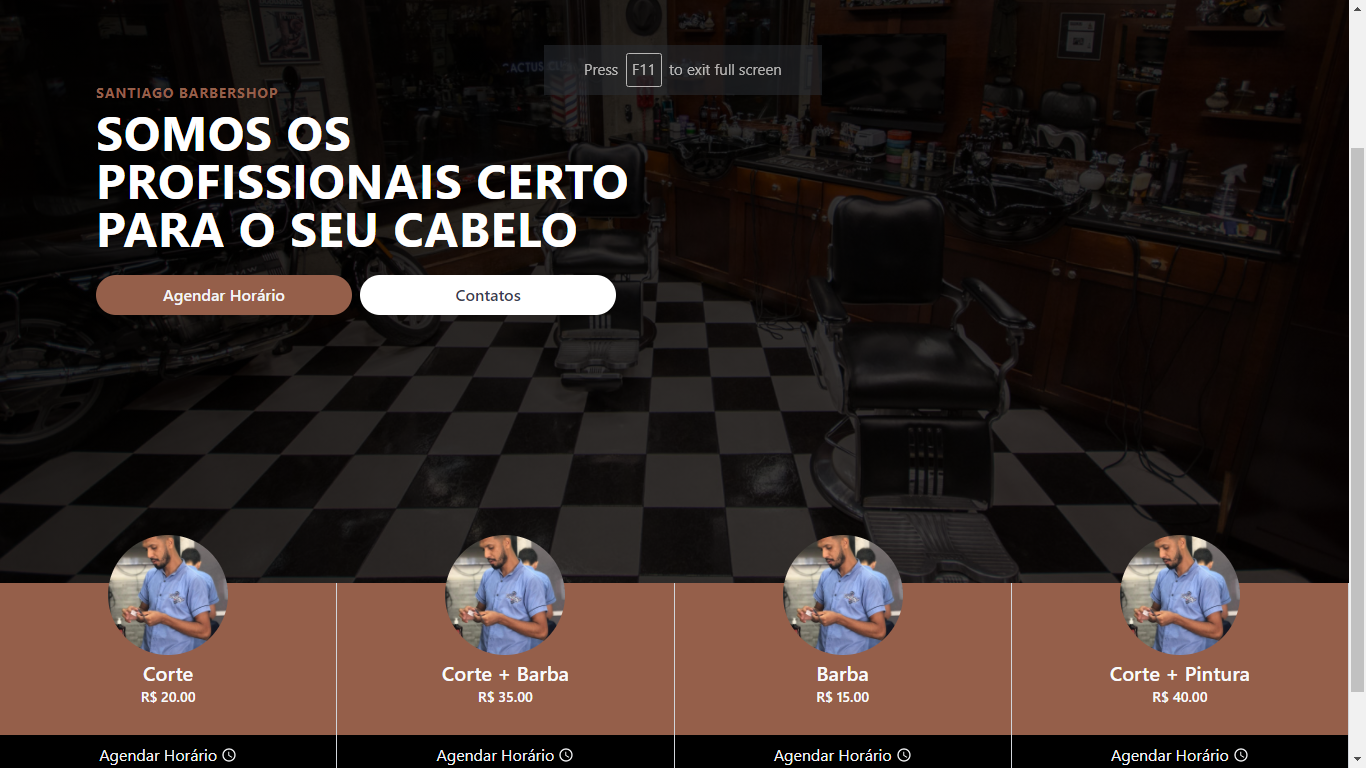 Press F11 to exit full screen
CACTUS CLUB
SANTIAGO BARBERSHOP
SOMOS OS
PROFISSIONAIS CERTO
PARA O SEU CABELO
Agendar Horário
Contatos
Corte
R$ 20.00
Corte + Barba
R$ 35.00
Barba
R$ 15.00
Corte + Pintura
R$ 40.00
Agendar Horário
Agendar Horário
Agendar Horário
Agendar Horário